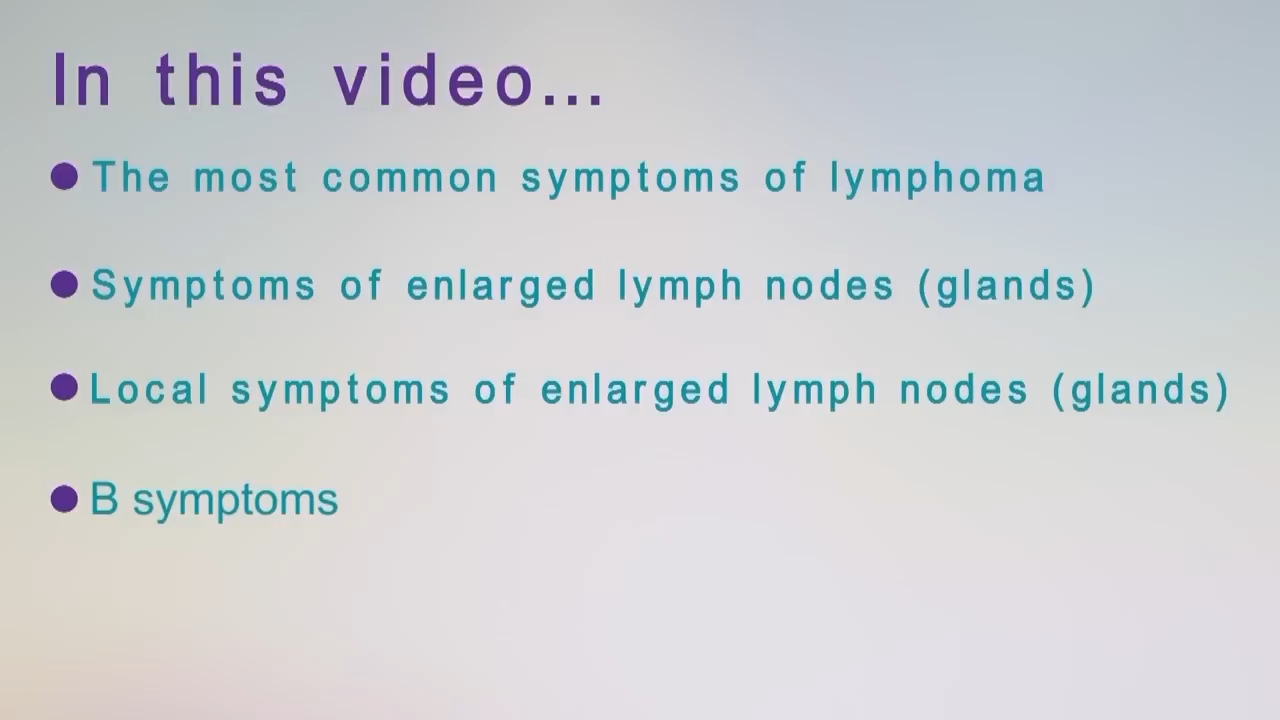 In this video...
The most common symptoms of lymphoma
Symptoms of enlarged lymph nodes (glands)
Local symptoms of enlarged lymph nodes (glands)
B symptoms